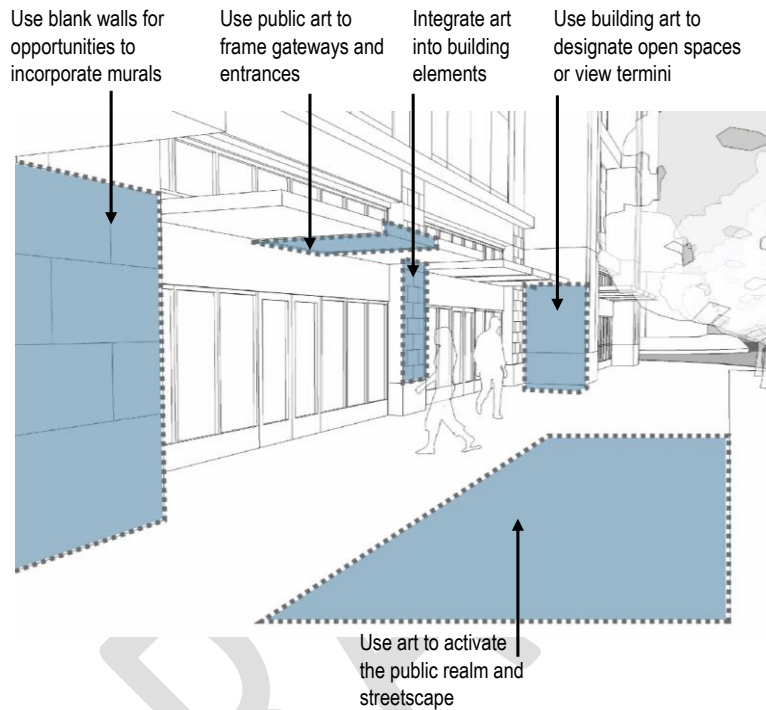 Use blank walls for
opportunities to
incorporate murals
Use public art to
frame gateways and
entrances
Integrate art
into building
elements
Use building art to
designate open spaces
or view termini
Use art to activate
the public realm and
streetscape